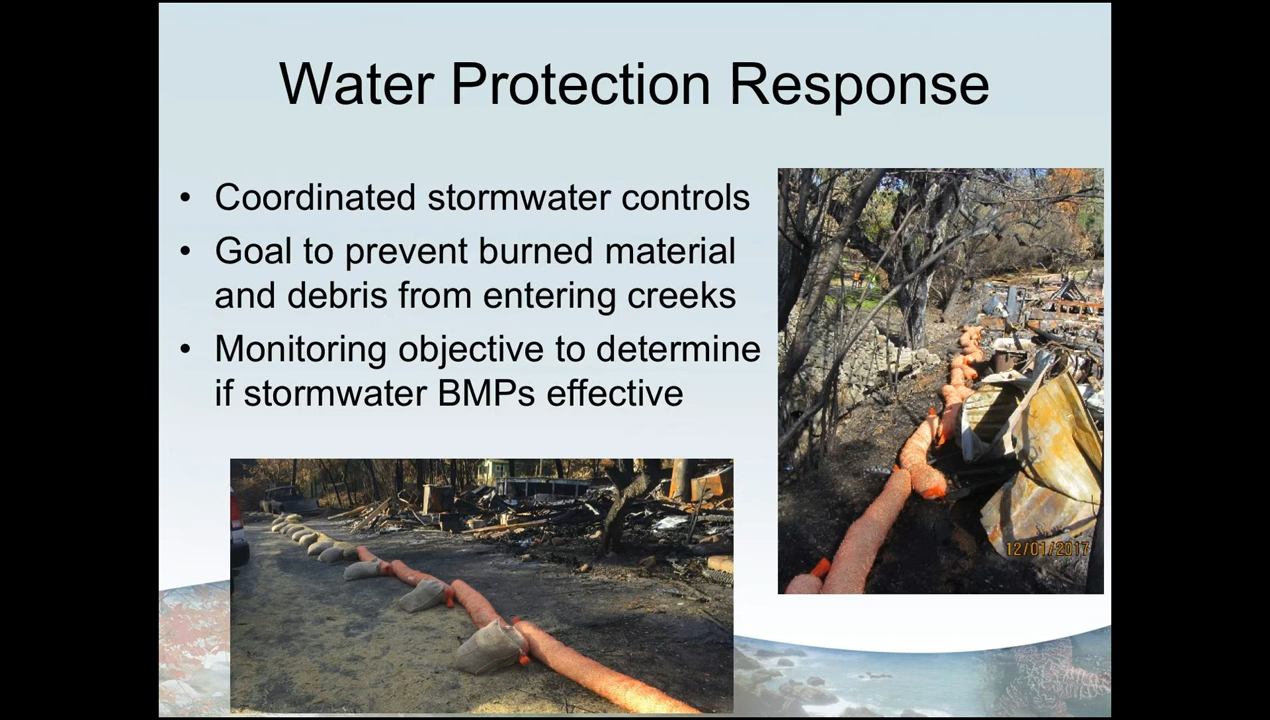 Water Protection Response
• Coordinated stormwater controls
• Goal to prevent burned material
and debris from entering creeks
• Monitoring objective to determine
if stormwater BMPs effective
12/01/2017